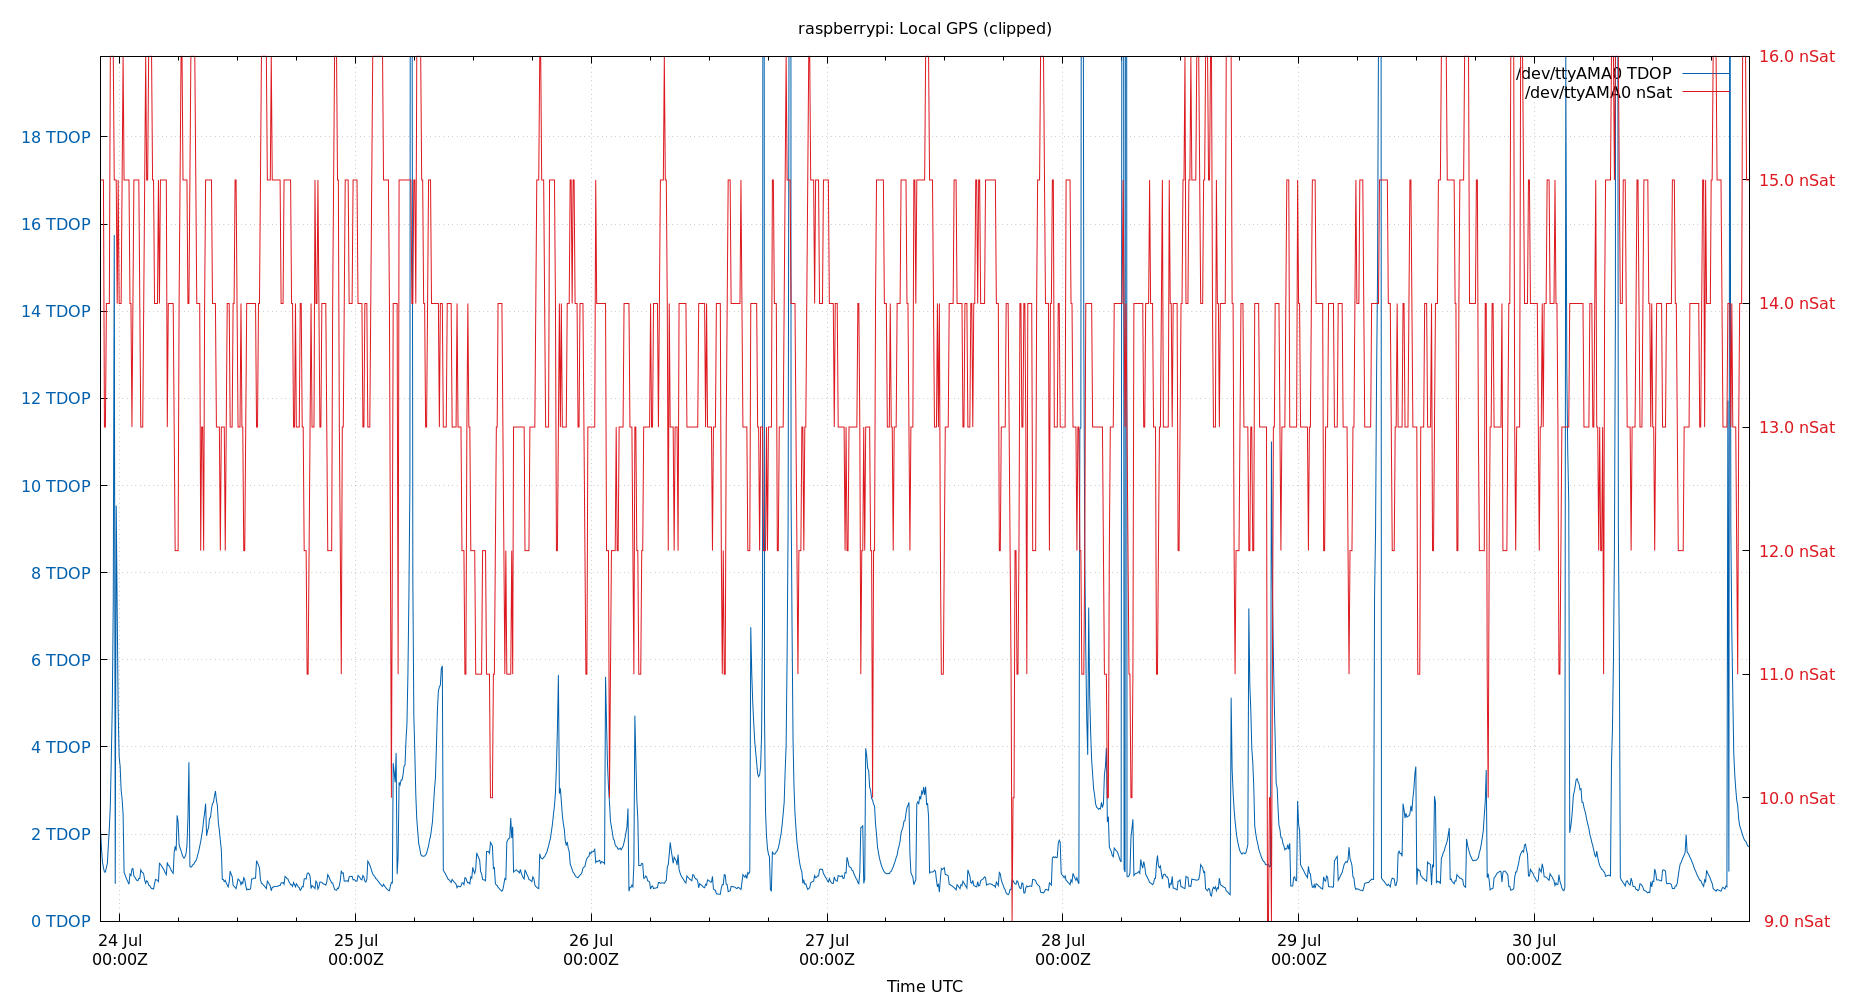 raspberrypi: Local GPS (clipped)
16.0 nSat
/dev/ttyAMA0 TDOP
/dev/ttyAMA0 nSat
18 TDOP
15.0 nSat
16 TDOP
14.0 nSat
14 TDOP
12 TDOP
13.0 nSat
10 TDOP
12.0 nSat
8 TDOP
6 TDOP
11.0 nSat
4 TDOP
10.0 nSat
2 TDOP
0 TDOP
9.0 nSat
24 Jul
00:00Z
25 Jul
00:00Z
26 Jul
00:00Z
27 Jul
00:00Z
28 Jul
00:00Z
29 Jul
00:00Z
30 Jul
00:00Z
Time UTC